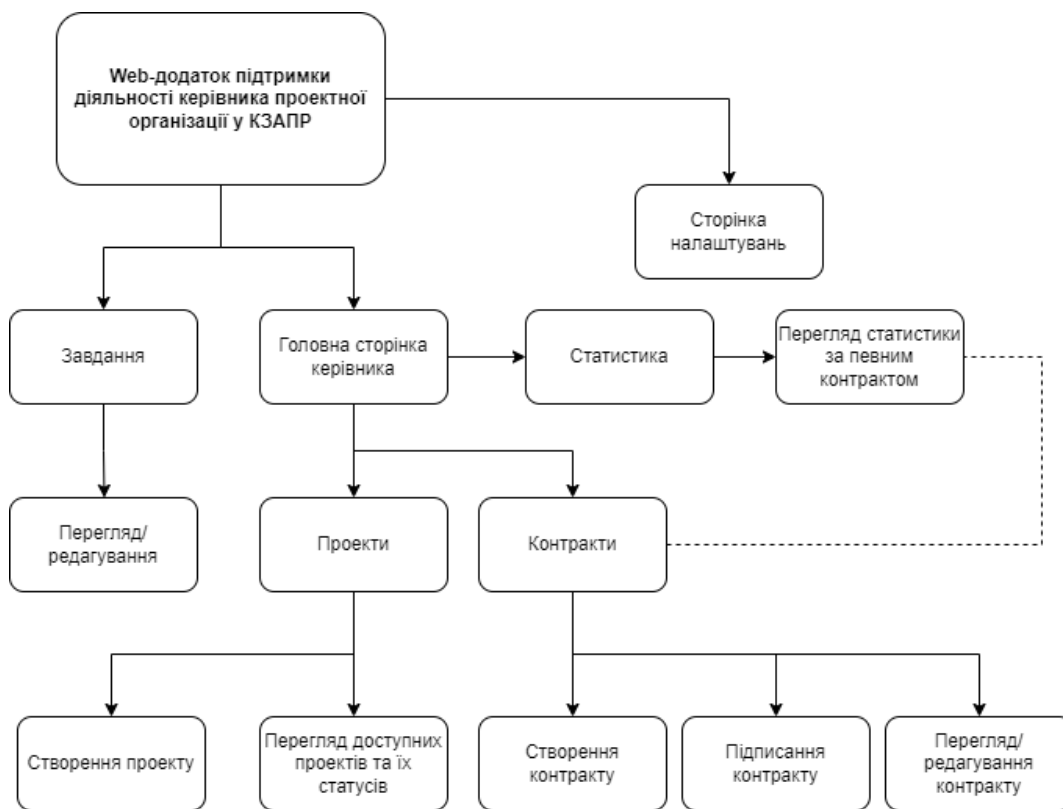 Web-додаток підтримки
діяльності керівника проектної
організації у КЗАПР
Сторінка
налаштувань
Завдання
Головна сторінка
керівника
Статистика
Перегляд статистики
за певним
контрактом
Перегляд/
редагування
Проекти
Контракти
Створення проекту
Перегляд доступних
проектів та їх
статусів
Створення
контракту
Підписання
контракту
Перегляд/
редагування
контракту